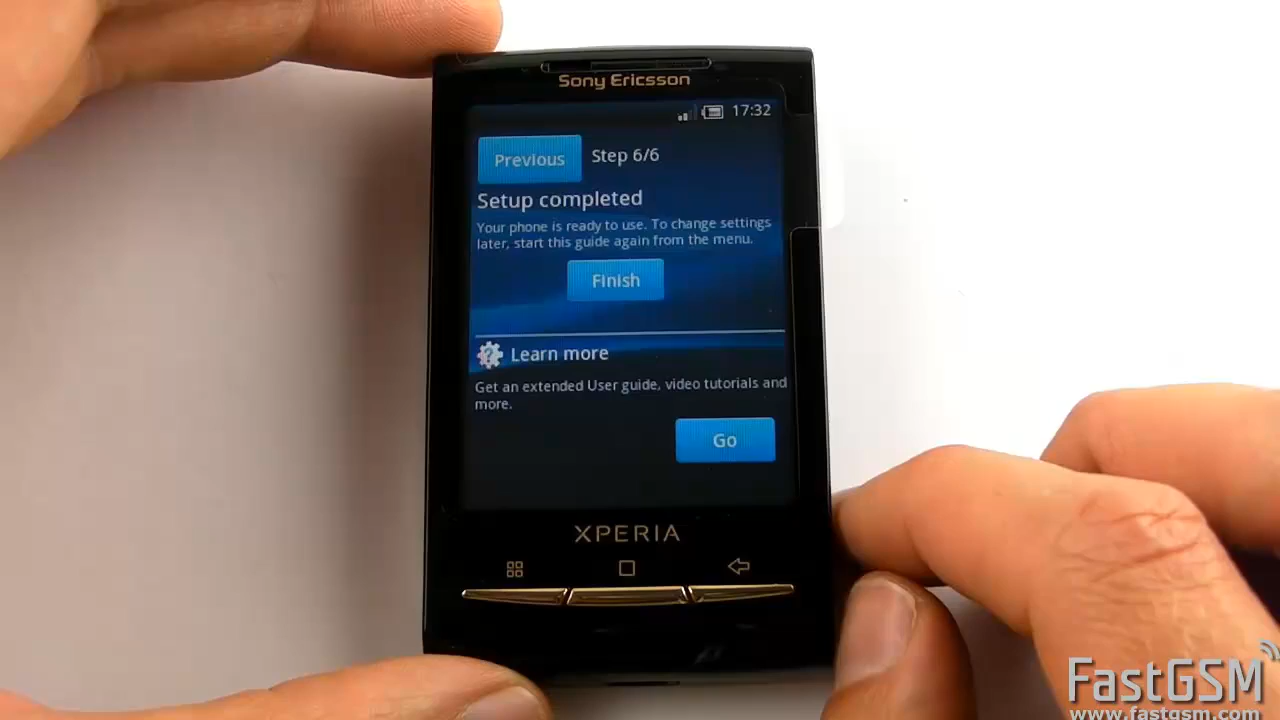 Sony Ericsson
17:32
Previous
Step 6/6
Setup completed
Your phone is ready to use. To change settings
later, start this guide again from the menu.
Finish
Learn more
Get an extended User guide, video tutorials and
more.
Go
XPERIA
FastGSM
www.fastgsm.com